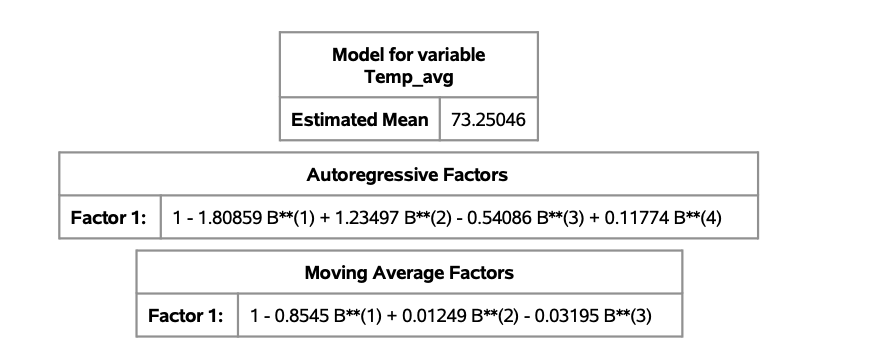 Model for variable
Temp_avg
Estimated Mean 73.25046
Autoregressive Factors
Factor 1: 1 - 1.80859 B**(1) + 1.23497 B**(2) - 0.54086 B**(3) + 0.11774 B**(4)
Moving Average Factors
Factor 1: 1 - 0.8545 B**(1) + 0.01249 B**(2) - 0.03195 B**(3)